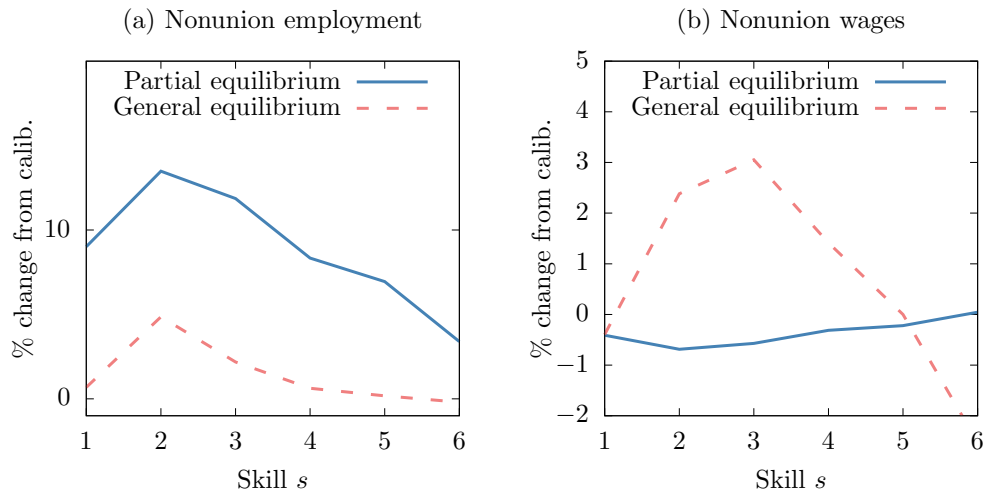 (a) Nonunion employment
Partial equilibrium
General equilibrium
% change from calib.
10
0
1 2 3 4 5 6
Skill s
(b) Nonunion wages
Partial equilibrium
General equilibrium
% change from calib.
5
4
3
2
1
0
−1
−2
1 2 3 4 5 6
Skill s